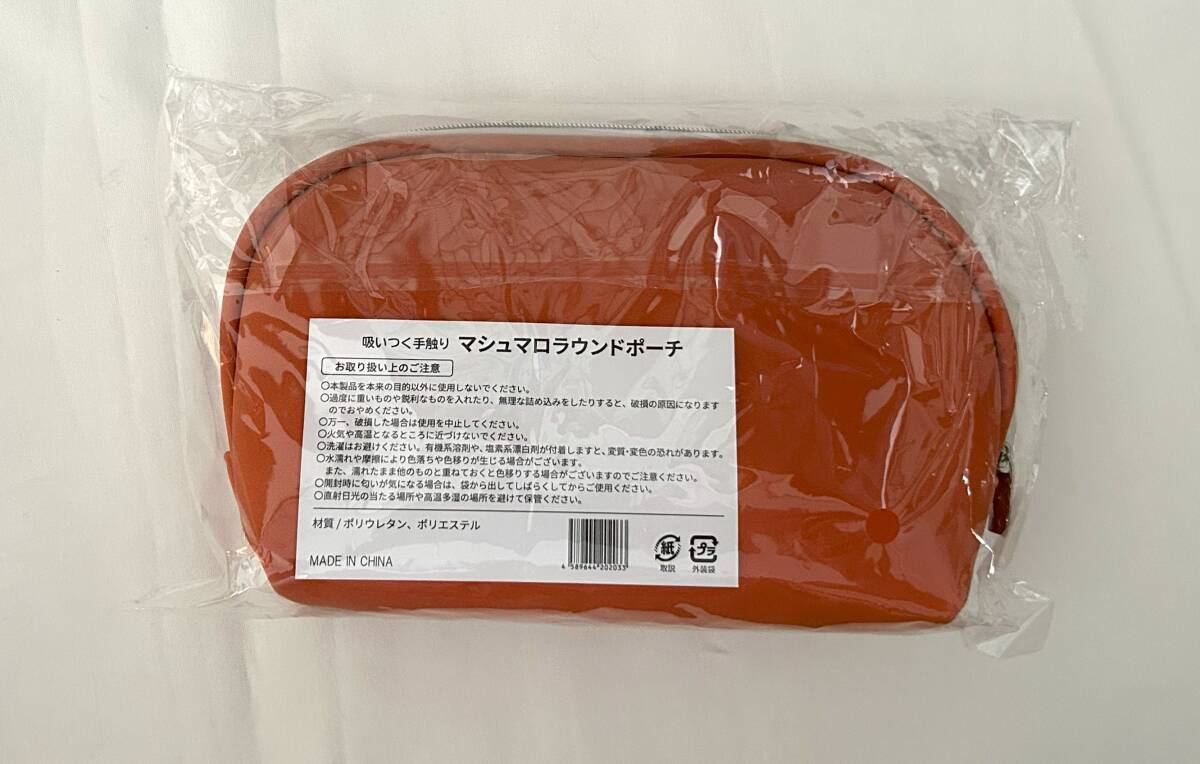 吸いつく手触り マシュマロラウンドポーチ
お取り扱い上のご注意
○本製品を本来の目的以外に使用しないでください。
○過度に重いものや鋭利なものを入れたり、無理な詰め込みをしたりすると、破損の原因になります
のでおやめください。
○万一、破損した場合は使用を中止してください。
○火気や高温となるところに近づけないでください。
○洗濯はお避けください。有機系溶剤や、塩素系漂白剤が付着しますと、変質・変色の恐れがあります。
○水濡れや摩擦により色落ちや色移りが生じる場合がございます。
また、濡れたまま他のものと重ねておくと色移りする場合がございますのでご注意ください。
○開封時に匂いが気になる場合は、袋から出してしばらくしてからご使用ください。
○直射日光の当たる場所や高温多湿の場所を避けて保管ください。
材質 / ポリウレタン、ポリエステル
MADE IN CHINA
4 589644 202033
紙
取説
プラ
外装袋